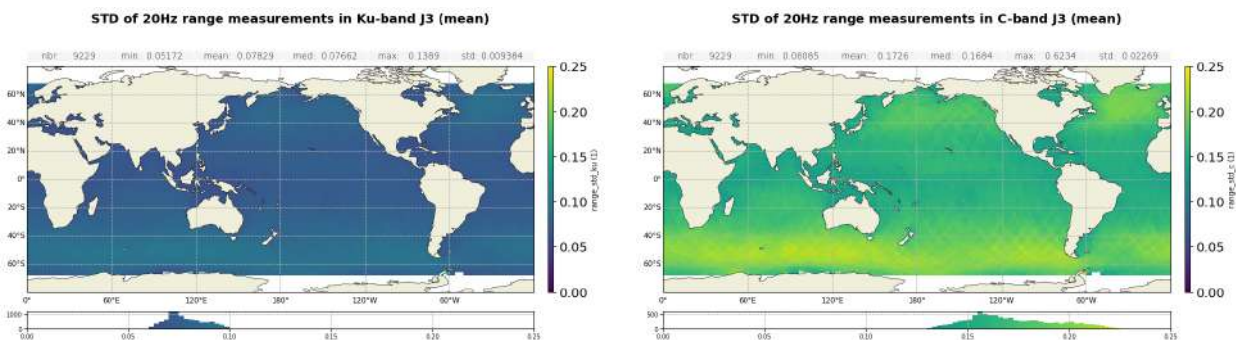 STD of 20Hz range measurements in Ku-band J3 (mean)
nbr: 9229 min: 0.05172 mean: 0.07829 med: 0.07662 max: 0.1389 std: 0.009384
60°N
40°N
20°N
0°
20°S
40°S
60°S
0° 60°E 120°E 180° 120°W 60°W
0.25
0.20
0.15
0.10
0.05
0.00
range_std_ku (1)
1000
0
0.00 0.05 0.10 0.15 0.20 0.25
STD of 20Hz range measurements in C-band J3 (mean)
nbr: 9229 min: 0.08085 mean: 0.1726 med: 0.1684 max: 0.6234 std: 0.02269
60°N
40°N
20°N
0°
20°S
40°S
60°S
0° 60°E 120°E 180° 120°W 60°W
0.25
0.20
0.15
0.10
0.05
0.00
range_std_c (1)
500
0
0.00 0.05 0.10 0.15 0.20 0.25